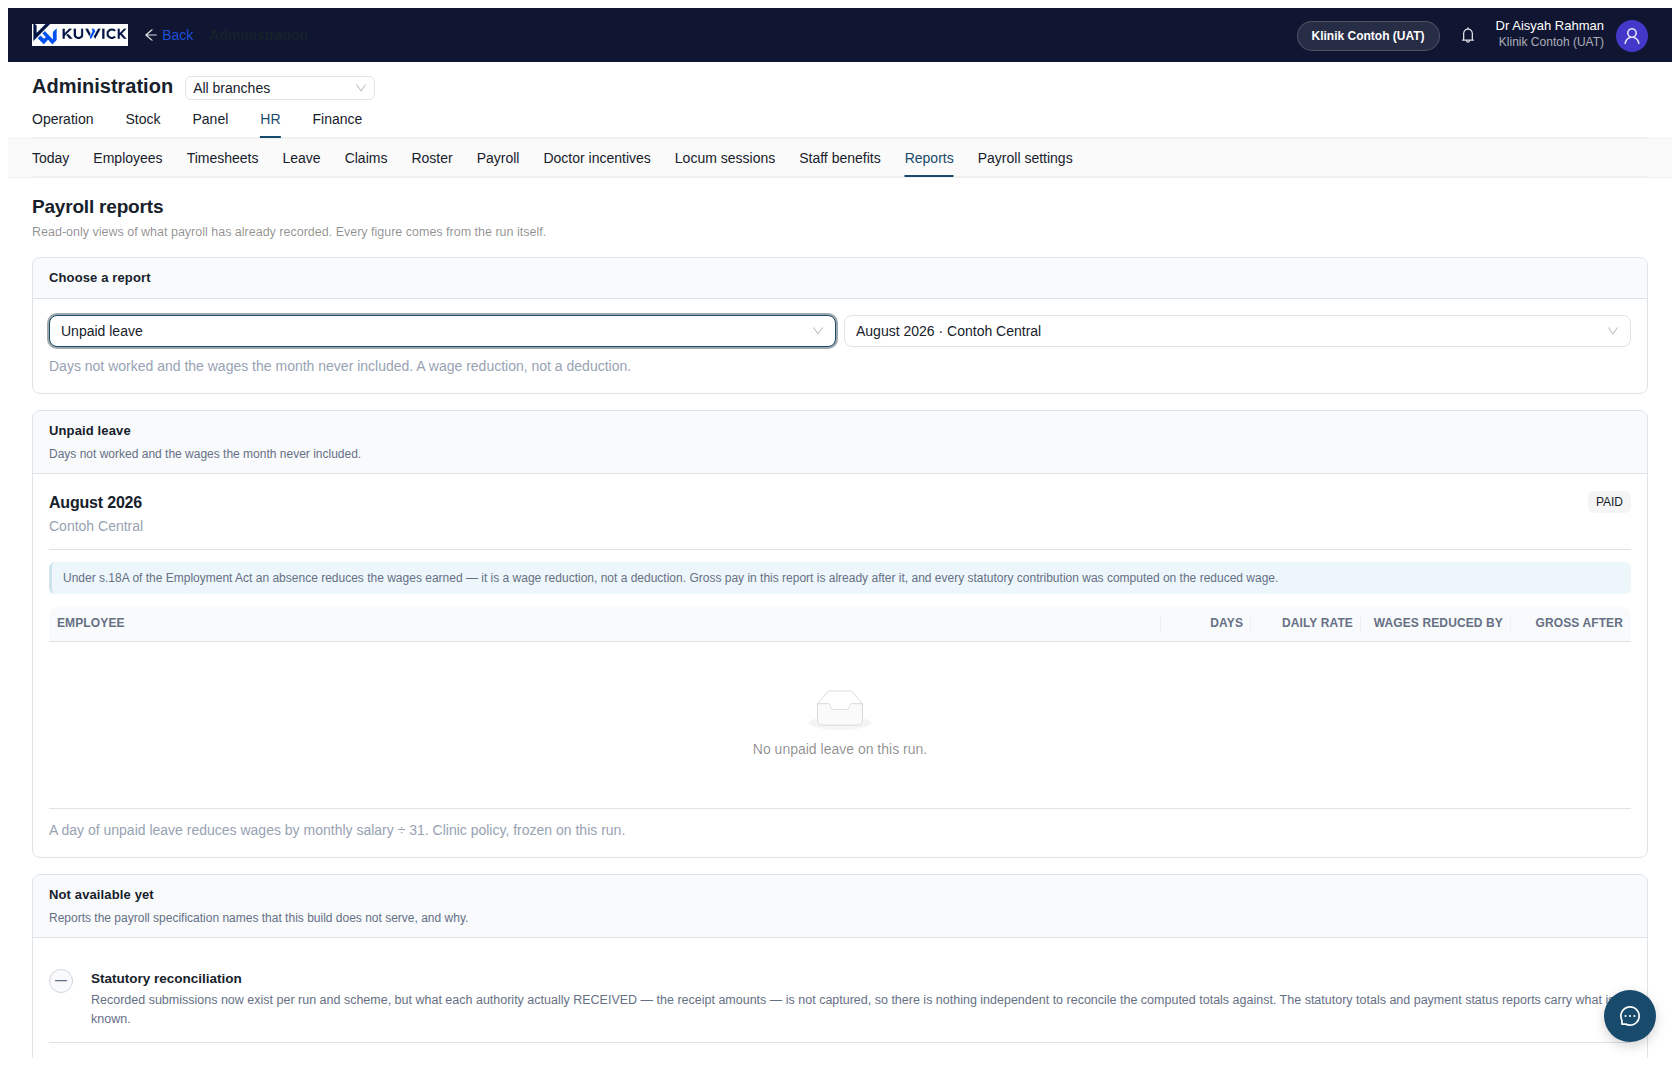 KUWICK
Back
Administration
Klinik Contoh (UAT)
Dr Aisyah Rahman
Klinik Contoh (UAT)
Administration
All branches
Operation
Stock
Panel
HR
Finance
Today
Employees
Timesheets
Leave
Claims
Roster
Payroll
Doctor incentives
Locum sessions
Staff benefits
Reports
Payroll settings
Payroll reports
Read-only views of what payroll has already recorded. Every figure comes from the run itself.
Choose a report
Unpaid leave
August 2026 · Contoh Central
Days not worked and the wages the month never included. A wage reduction, not a deduction.
Unpaid leave
Days not worked and the wages the month never included.
August 2026
PAID
Contoh Central
Under s.18A of the Employment Act an absence reduces the wages earned — it is a wage reduction, not a deduction. Gross pay in this report is already after it, and every statutory contribution was computed on the reduced wage.
EMPLOYEE
DAYS
DAILY RATE
WAGES REDUCED BY
GROSS AFTER
No unpaid leave on this run.
A day of unpaid leave reduces wages by monthly salary ÷ 31. Clinic policy, frozen on this run.
Not available yet
Reports the payroll specification names that this build does not serve, and why.
Statutory reconciliation
Recorded submissions now exist per run and scheme, but what each authority actually RECEIVED — the receipt amounts — is not captured, so there is nothing independent to reconcile the computed totals against. The statutory totals and payment status reports carry what
known.